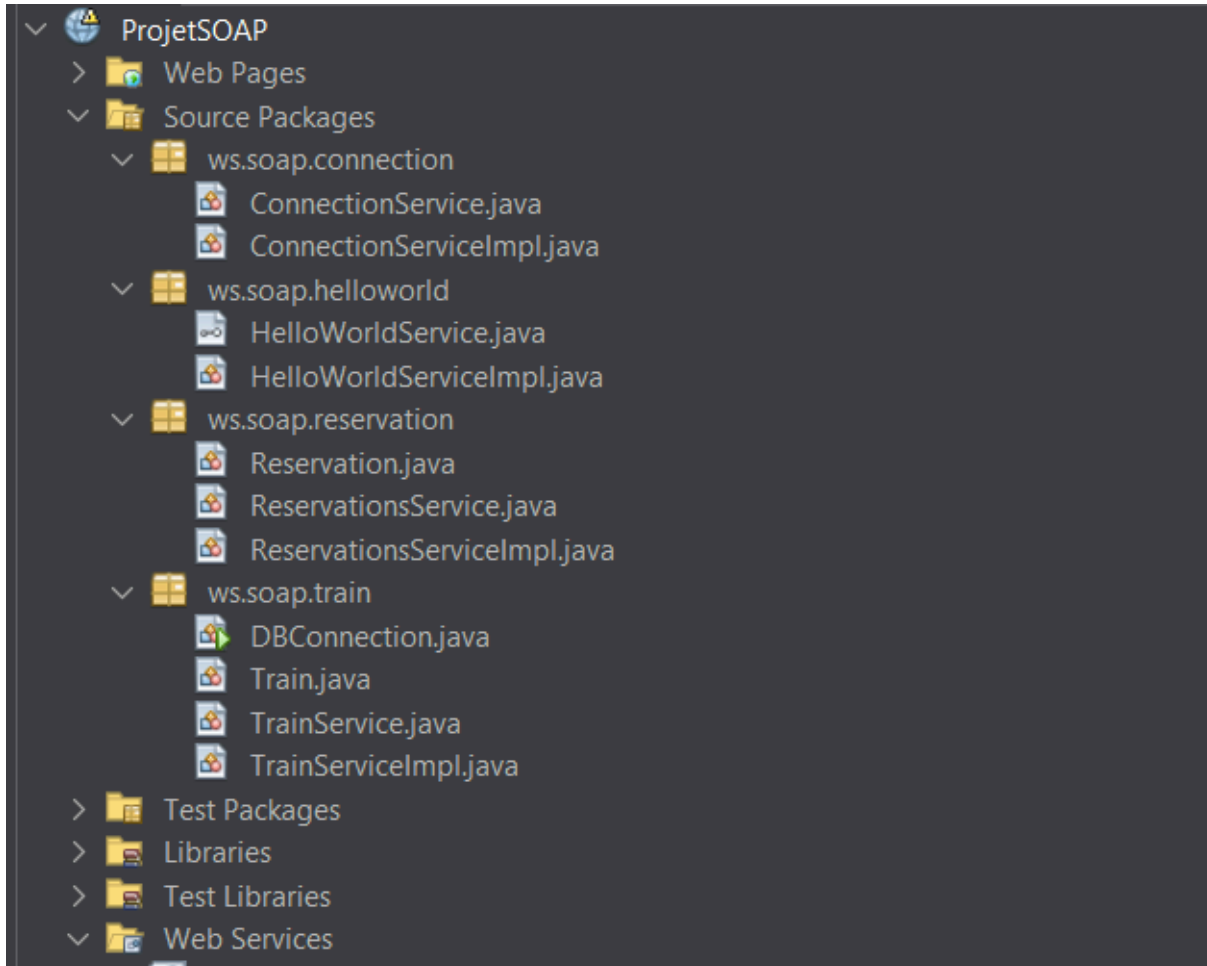 ProjetSOAP
Web Pages
Source Packages
ws.soap.connection
ConnectionService.java
ConnectionServiceImpl.java
ws.soap.helloworld
HelloWorldService.java
HelloWorldServiceImpl.java
ws.soap.reservation
Reservation.java
ReservationsService.java
ReservationsServiceImpl.java
ws.soap.train
DBConnection.java
Train.java
TrainService.java
TrainServiceImpl.java
Test Packages
Libraries
Test Libraries
Web Services